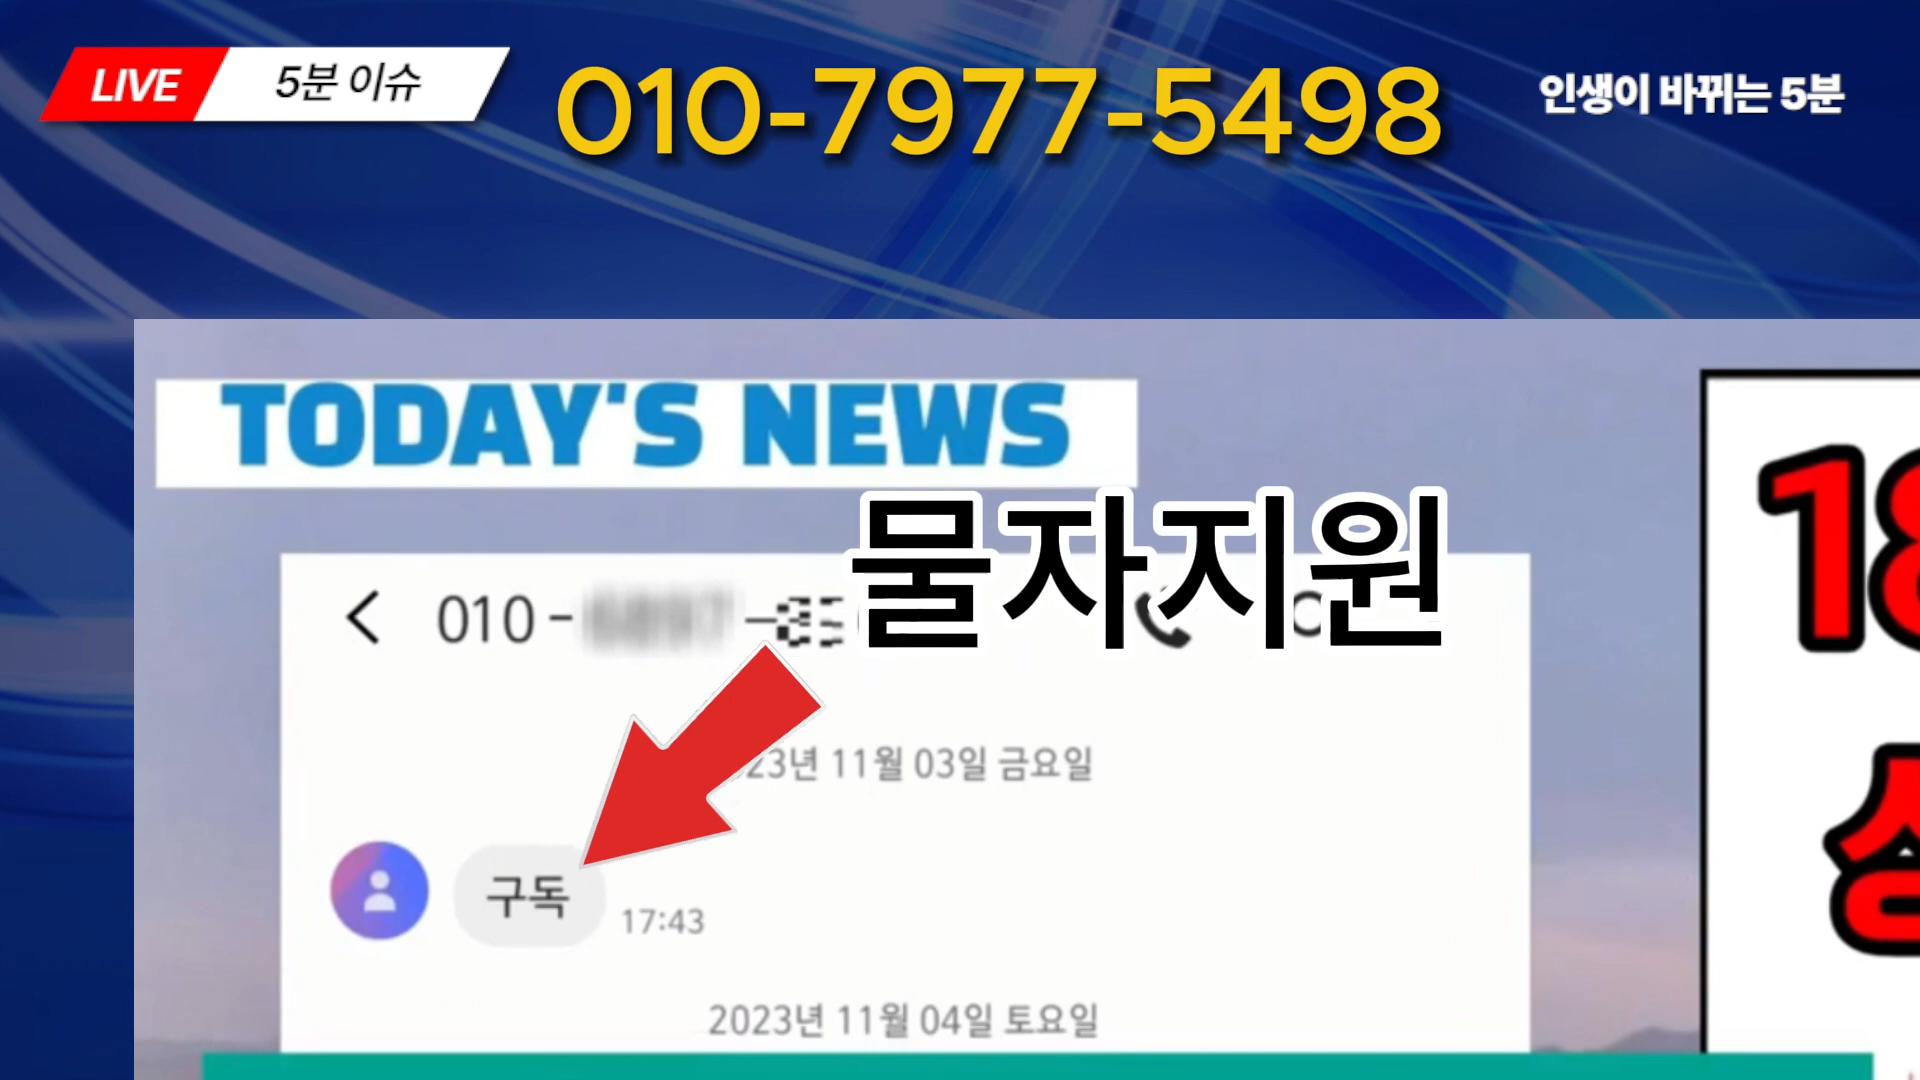 LIVE
5분 이슈
010-7977-5498
인생이 바뀌는 5분
TODAY'S NEWS
물자지원
010-
23년 11월 03일 금요일
구독
17:43
2023년 11월 04일 토요일